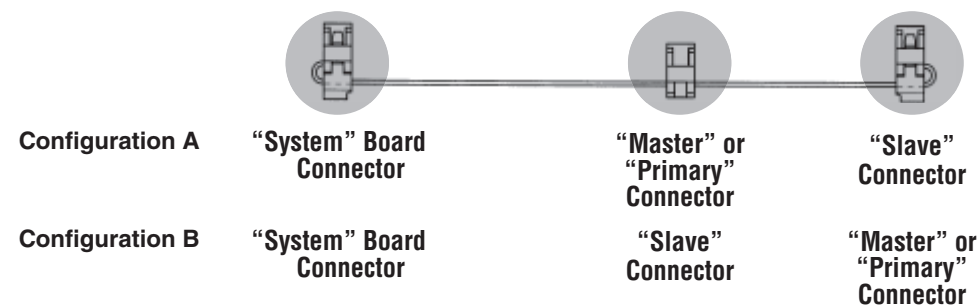 Configuration A
“System” Board
Connector
“Master” or
“Primary”
Connector
“Slave”
Connector
Configuration B
“System” Board
Connector
“Slave”
Connector
“Master” or
“Primary”
Connector